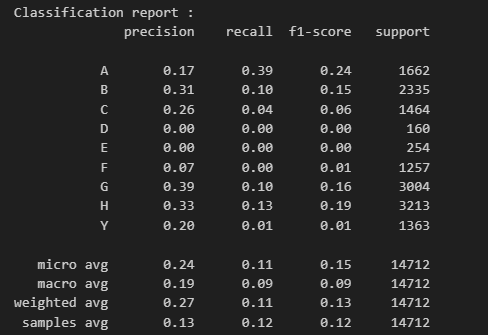 Classification report :
precision recall f1-score support
A 0.17 0.39 0.24 1662
B 0.31 0.10 0.15 2335
C 0.26 0.04 0.06 1464
D 0.00 0.00 0.00 160
E 0.00 0.00 0.00 254
F 0.07 0.00 0.01 1257
G 0.39 0.10 0.16 3004
H 0.33 0.13 0.19 3213
Y 0.20 0.01 0.01 1363
micro avg 0.24 0.11 0.15 14712
macro avg 0.19 0.09 0.09 14712
weighted avg 0.27 0.11 0.13 14712
samples avg 0.13 0.12 0.12 14712